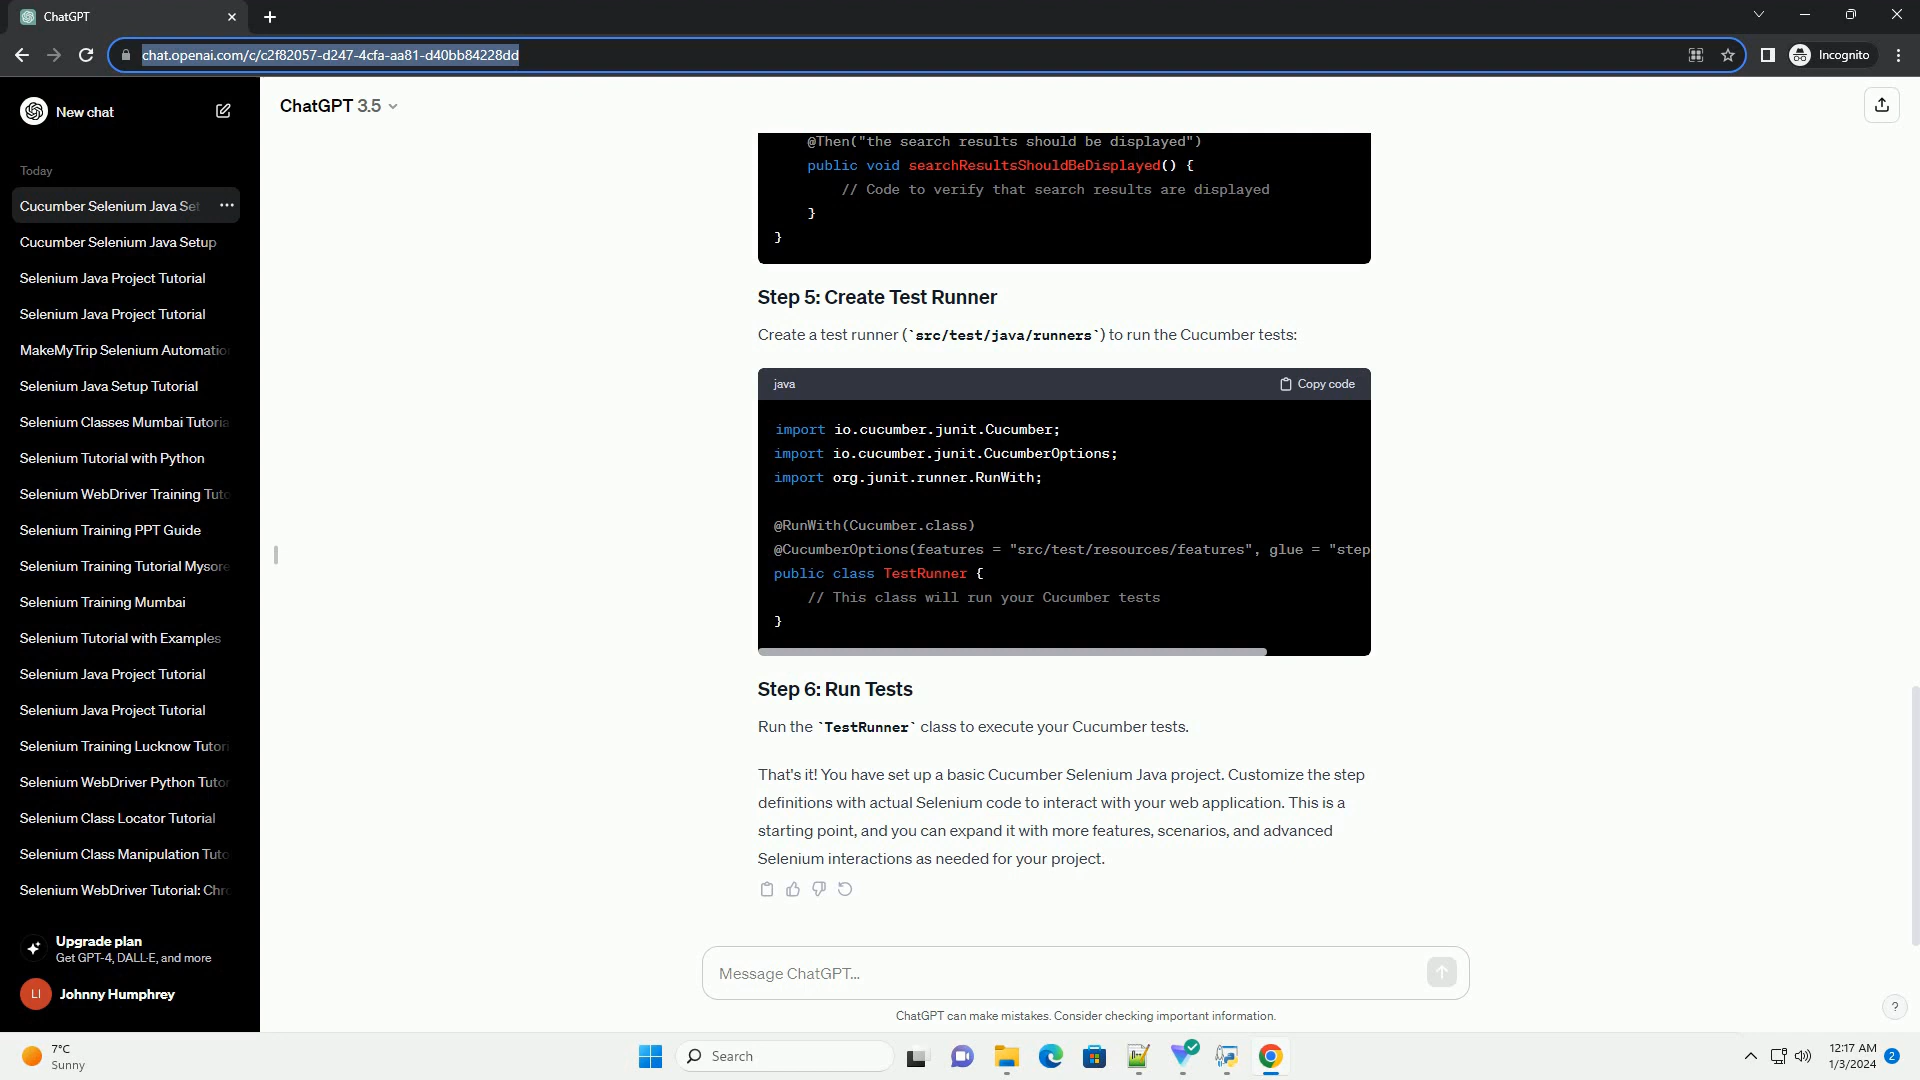 ChatGPT
chat.openai.com/c/c2f82057-d247-4cfa-aa81-d40bb84228dd
Incognito
New chat
Today
Cucumber Selenium Java Set
Cucumber Selenium Java Setup
Selenium Java Project Tutorial
Selenium Java Project Tutorial
MakeMyTrip Selenium Automation
Selenium Java Setup Tutorial
Selenium Classes Mumbai Tutoria
Selenium Tutorial with Python
Selenium WebDriver Training Tuto
Selenium Training PPT Guide
Selenium Training Tutorial Mysore
Selenium Training Mumbai
Selenium Tutorial with Examples
Selenium Java Project Tutorial
Selenium Java Project Tutorial
Selenium Training Lucknow Tutori
Selenium WebDriver Python Tutor
Selenium Class Locator Tutorial
Selenium Class Manipulation Tuto
Selenium WebDriver Tutorial: Chro
Upgrade plan
Get GPT-4, DALL·E, and more
LI
Johnny Humphrey
ChatGPT 3.5
@Then("the search results should be displayed")
public void searchResultsShouldBeDisplayed() {
// Code to verify that search results are displayed
}
}
Step 5: Create Test Runner
Create a test runner (`src/test/java/runners`) to run the Cucumber tests:
java
Copy code
import io.cucumber.junit.Cucumber;
import io.cucumber.junit.CucumberOptions;
import org.junit.runner.RunWith;
@RunWith(Cucumber.class)
@CucumberOptions(features = "src/test/resources/features", glue = "step
public class TestRunner {
// This class will run your Cucumber tests
}
Step 6: Run Tests
Run the `TestRunner` class to execute your Cucumber tests.
That's it! You have set up a basic Cucumber Selenium Java project. Customize the step
definitions with actual Selenium code to interact with your web application. This is a
starting point, and you can expand it with more features, scenarios, and advanced
Selenium interactions as needed for your project.
Message ChatGPT...
ChatGPT can make mistakes. Consider checking important information.
?
7°C
Sunny
Search
12:17 AM
1/3/2024
2